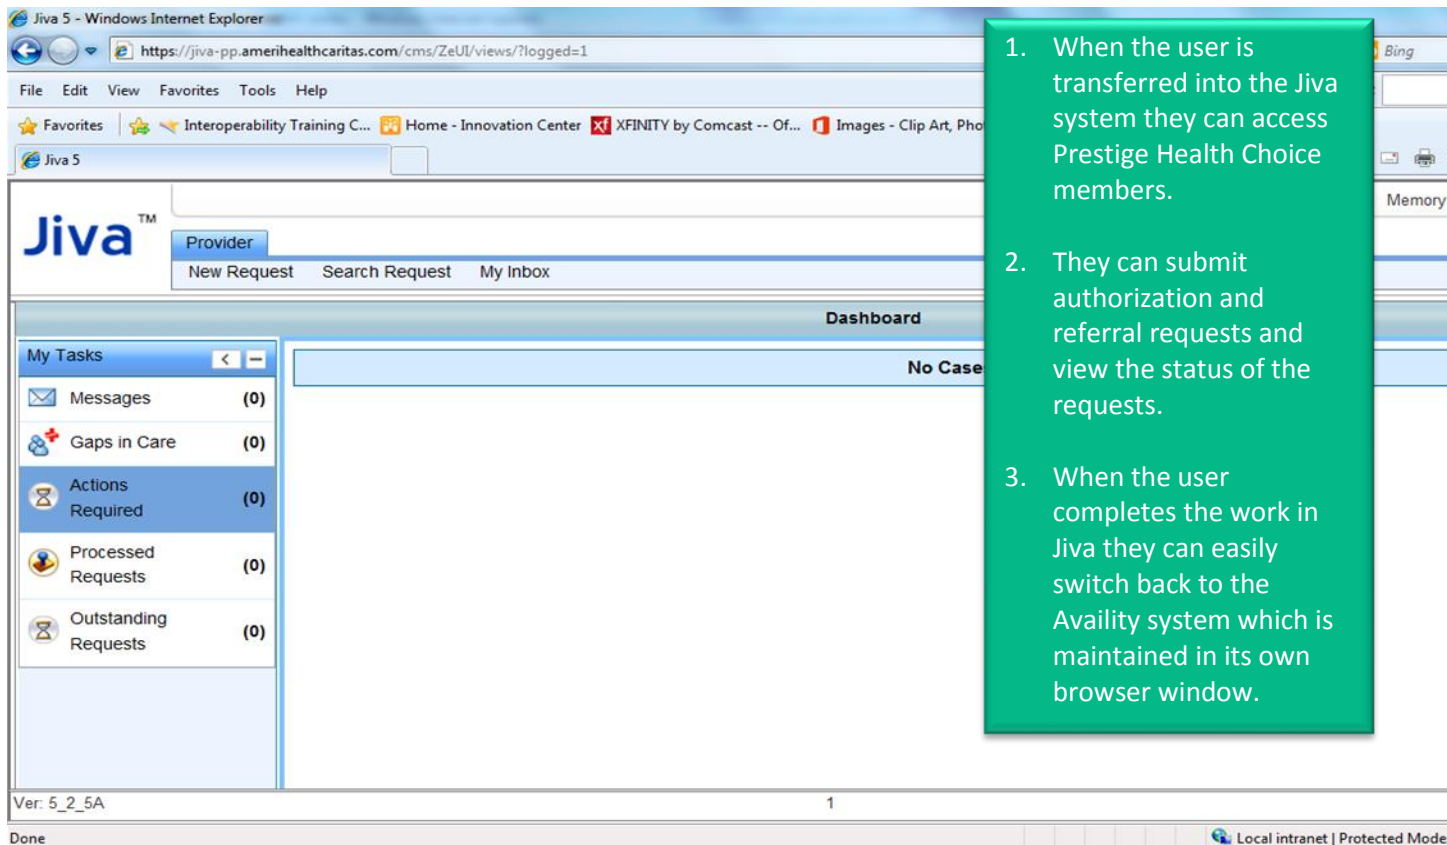 Jiva 5 - Windows Internet Explorer
https://jiva-pp.amerihealthcaritas.com/cms/ZeUI/views/?logged=1
Bing
File Edit View Favorites Tools Help
Favorites Interoperability Training C... Home - Innovation Center XFINITY by Comcast -- Of... Images - Clip Art, Pho
Jiva 5
Memory
Jiva™
Provider
New Request Search Request My Inbox
Dashboard
My Tasks
No Case
Messages (0)
Gaps in Care (0)
Actions
Required (0)
Processed
Requests (0)
Outstanding
Requests (0)
Ver: 5_2_5A
1
Done
Local intranet | Protected Mode
1. When the user is
transferred into the Jiva
system they can access
Prestige Health Choice
members.
2. They can submit
authorization and
referral requests and
view the status of the
requests.
3. When the user
completes the work in
Jiva they can easily
switch back to the
Availity system which is
maintained in its own
browser window.